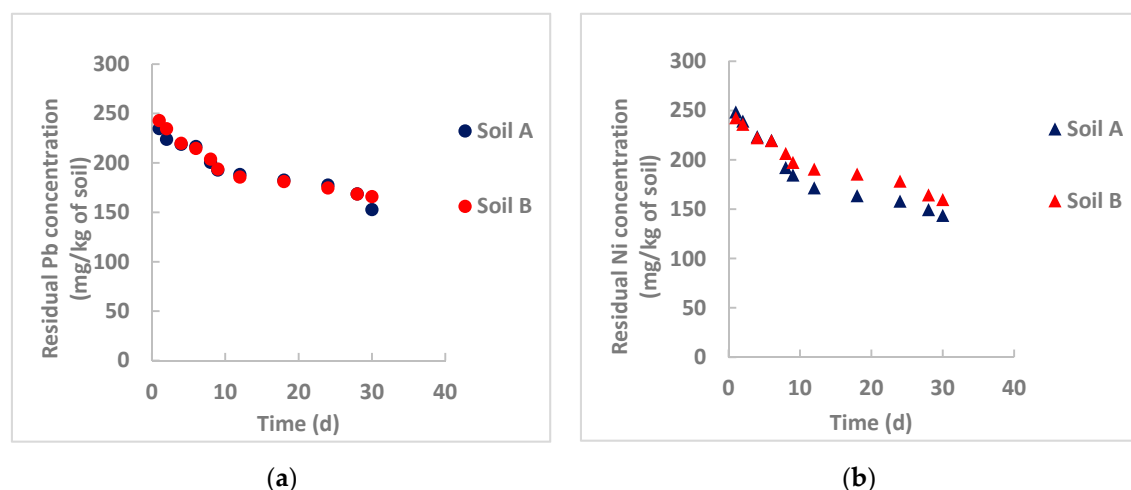 300
250
200
150
100
50
0
Residual Pb concentration
(mg/kg of soil)
0 10 20 30 40
Time (d)
Soil A
Soil B
(a)
300
250
200
150
100
50
0
Residual Ni concentration
(mg/kg of soil)
0 10 20 30 40
Time (d)
Soil A
Soil B
(b)